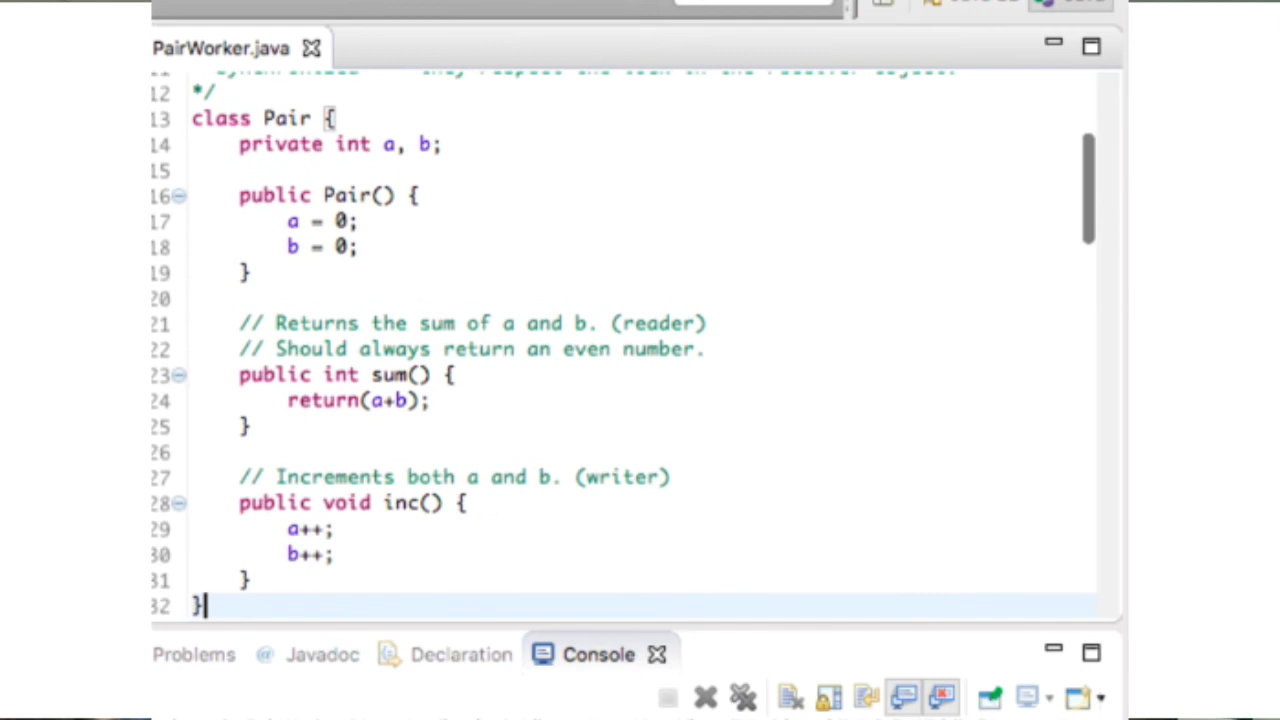 PairWorker.java
12 */
13 class Pair {
14 private int a, b;
15
16 public Pair() {
17 a = 0;
18 b = 0;
19 }
20
21 // Returns the sum of a and b. (reader)
22 // Should always return an even number.
23 public int sum() {
24 return(a+b);
25 }
26
27 // Increments both a and b. (writer)
28 public void inc() {
29 a++;
30 b++;
31 }
32 }
Problems @ Javadoc Declaration Console